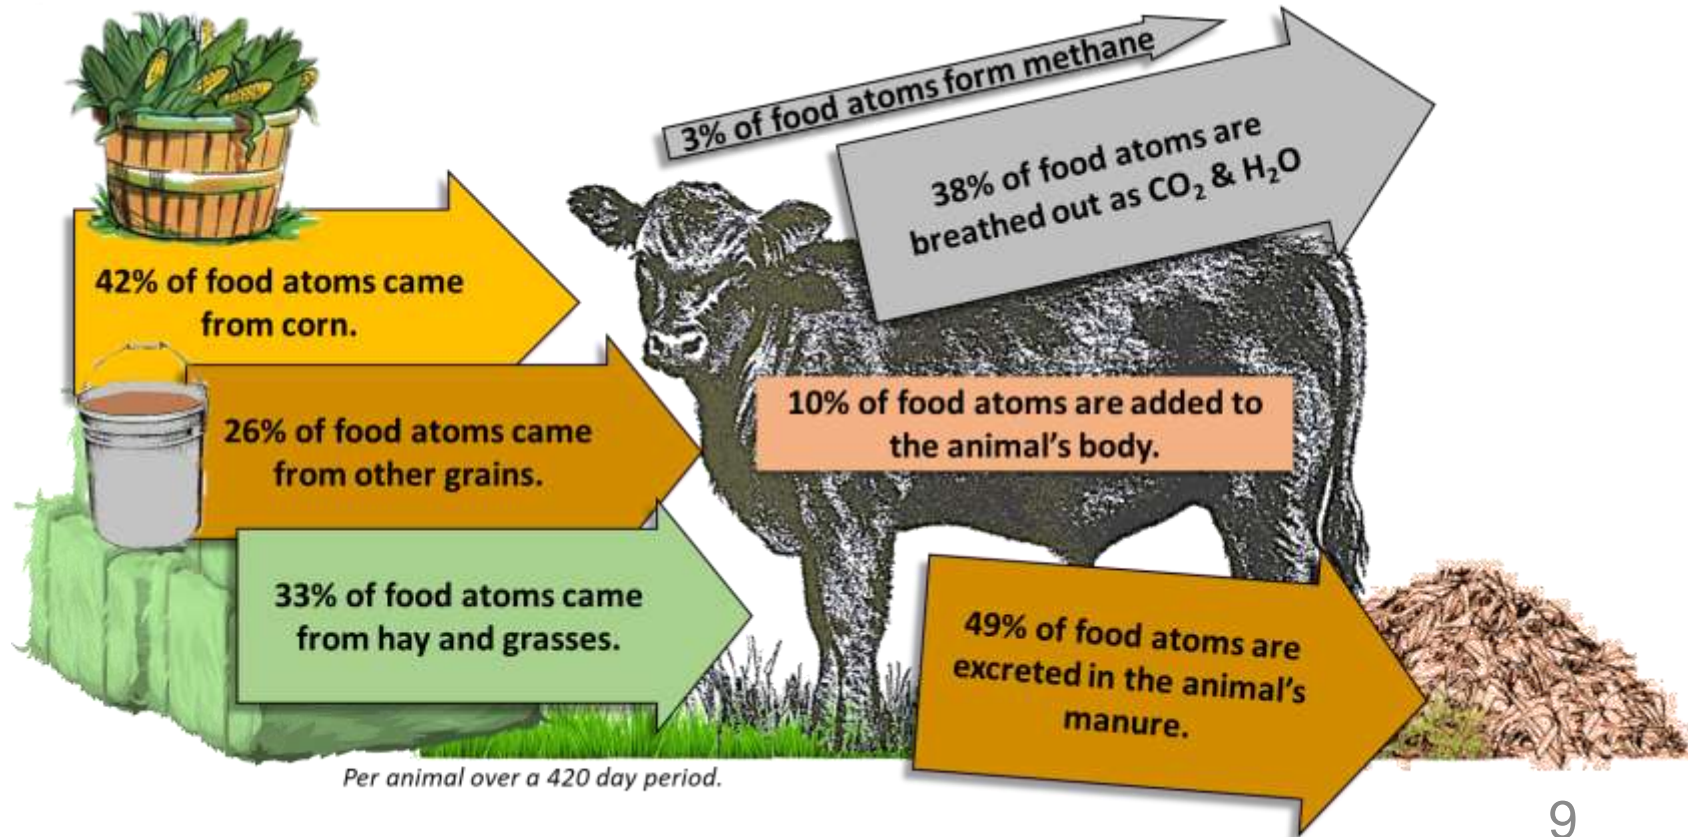 3% of food atoms form methane
38% of food atoms are
breathed out as CO₂ & H₂O
42% of food atoms came
from corn.
26% of food atoms came
from other grains.
10% of food atoms are added to
the animal’s body.
33% of food atoms came
from hay and grasses.
49% of food atoms are
excreted in the animal’s
manure.
Per animal over a 420 day period.
9